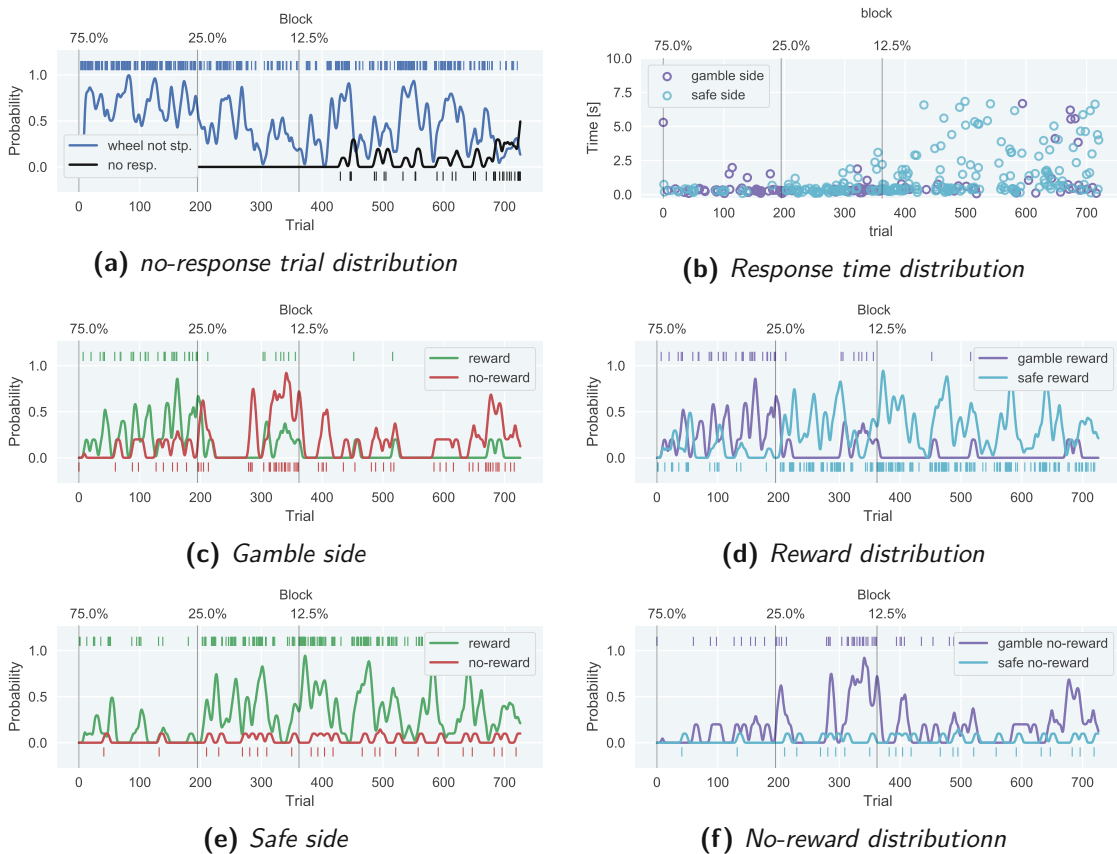 Block
75.0% 25.0% 12.5%
1.0
0.5
0.0
Probability
wheel not stp.
no resp.
0 100 200 300 400 500 600 700
Trial
(a) no-response trial distribution
block
75.0% 25.0% 12.5%
10.0
7.5
5.0
2.5
0.0
Time [s]
gamble side
safe side
0 100 200 300 400 500 600 700
trial
(b) Response time distribution
Block
75.0% 25.0% 12.5%
1.0
0.5
0.0
Probability
reward
no-reward
0 100 200 300 400 500 600 700
Trial
(c) Gamble side
Block
75.0% 25.0% 12.5%
1.0
0.5
0.0
Probability
gamble reward
safe reward
0 100 200 300 400 500 600 700
Trial
(d) Reward distribution
Block
75.0% 25.0% 12.5%
1.0
0.5
0.0
Probability
reward
no-reward
0 100 200 300 400 500 600 700
Trial
(e) Safe side
Block
75.0% 25.0% 12.5%
1.0
0.5
0.0
Probability
gamble no-reward
safe no-reward
0 100 200 300 400 500 600 700
Trial
(f) No-reward distributionn